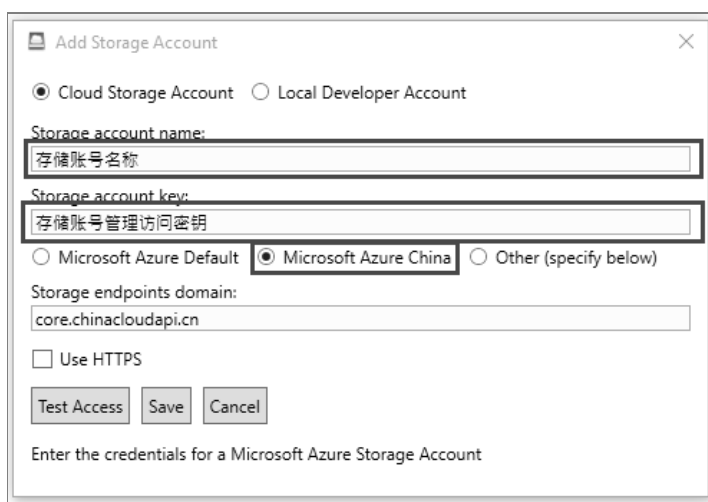 Add Storage Account
Cloud Storage Account Local Developer Account
Storage account name:
存储账号名称
Storage account key:
存储账号管理访问密钥
Microsoft Azure Default Microsoft Azure China Other (specify below)
Storage endpoints domain:
core.chinacloudapi.cn
Use HTTPS
Test Access Save Cancel
Enter the credentials for a Microsoft Azure Storage Account